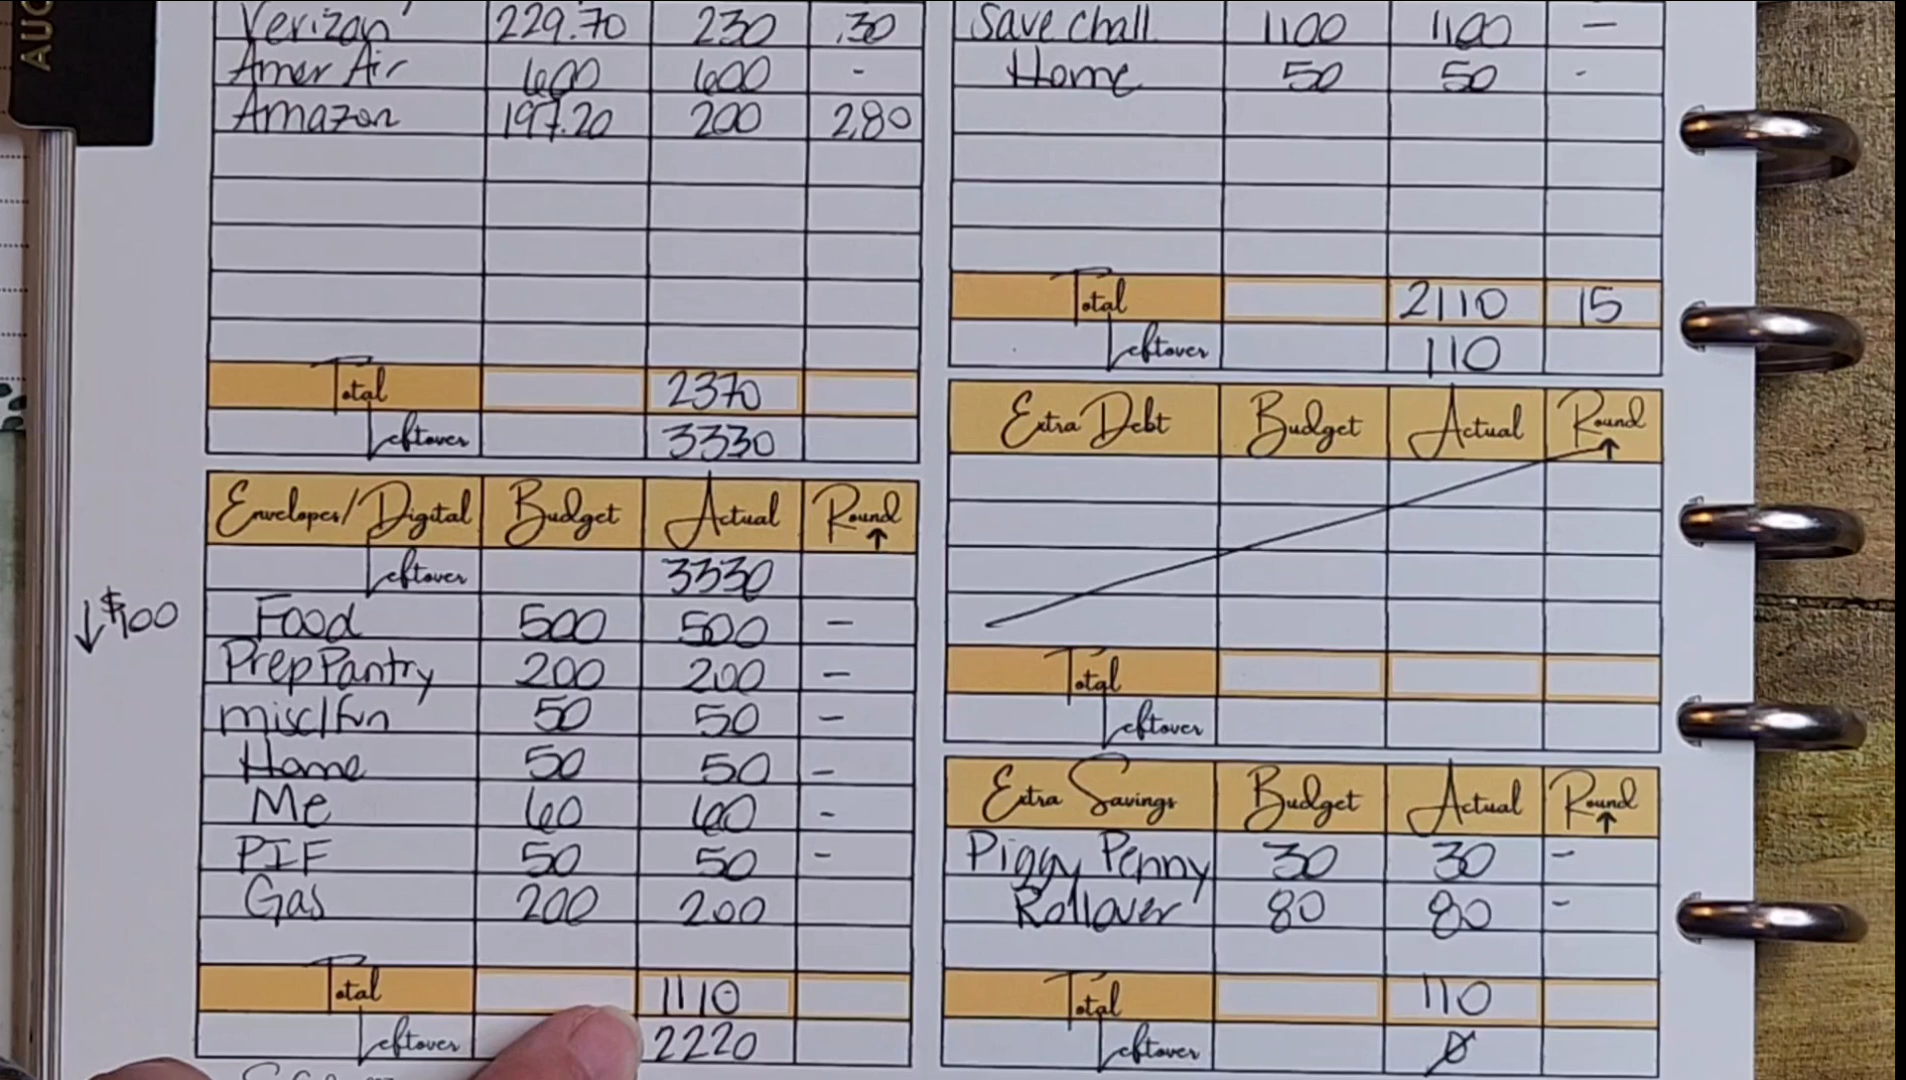 AUG
Verizon 229.70 230 .30
Amer Air 600 600 -
Amazon 197.20 200 2.80
Total 2370
Leftover 3330
Envelopes/Digital Budget Actual Round ↑
Leftover 3330
↓$100
Food 500 500 -
Prep Pantry 200 200 -
misc/fun 50 50 -
Home 50 50 -
Me 60 60 -
PIF 50 50 -
Gas 200 200
Total 1110
Leftover 2220
Save chall 1100 1100 -
Home 50 50 -
Total 2110 15
Leftover 110
Extra Debt Budget Actual Round ↑
Total
Leftover
Extra Savings Budget Actual Round ↑
Piggy Penny 30 30 -
Rollover 80 80 -
Total 110
Leftover 0